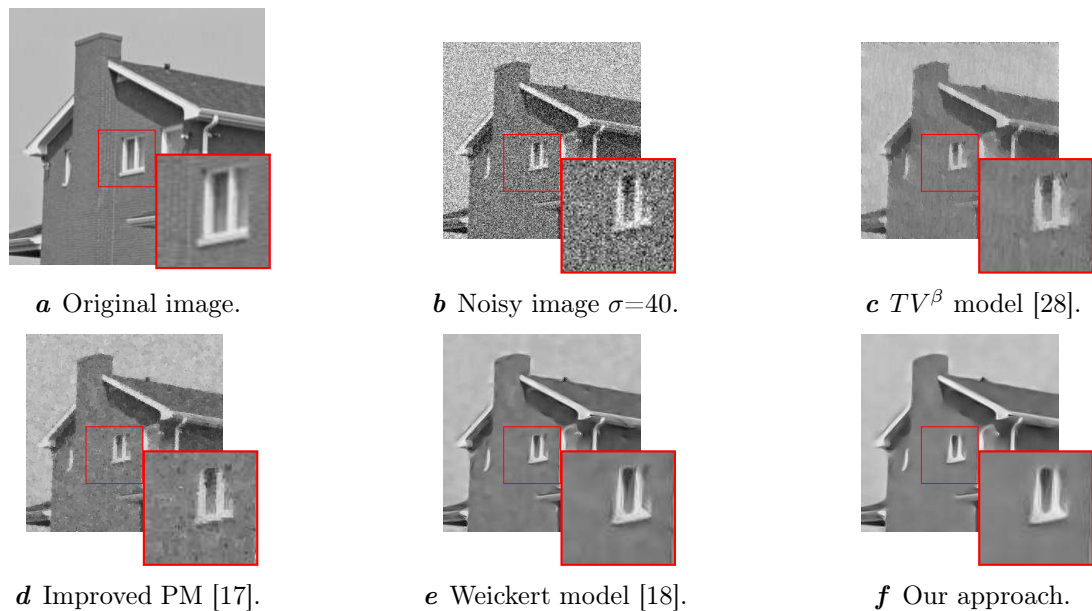 a Original image.
b Noisy image σ=40.
c TV^β model [28].
d Improved PM [17].
e Weickert model [18].
f Our approach.